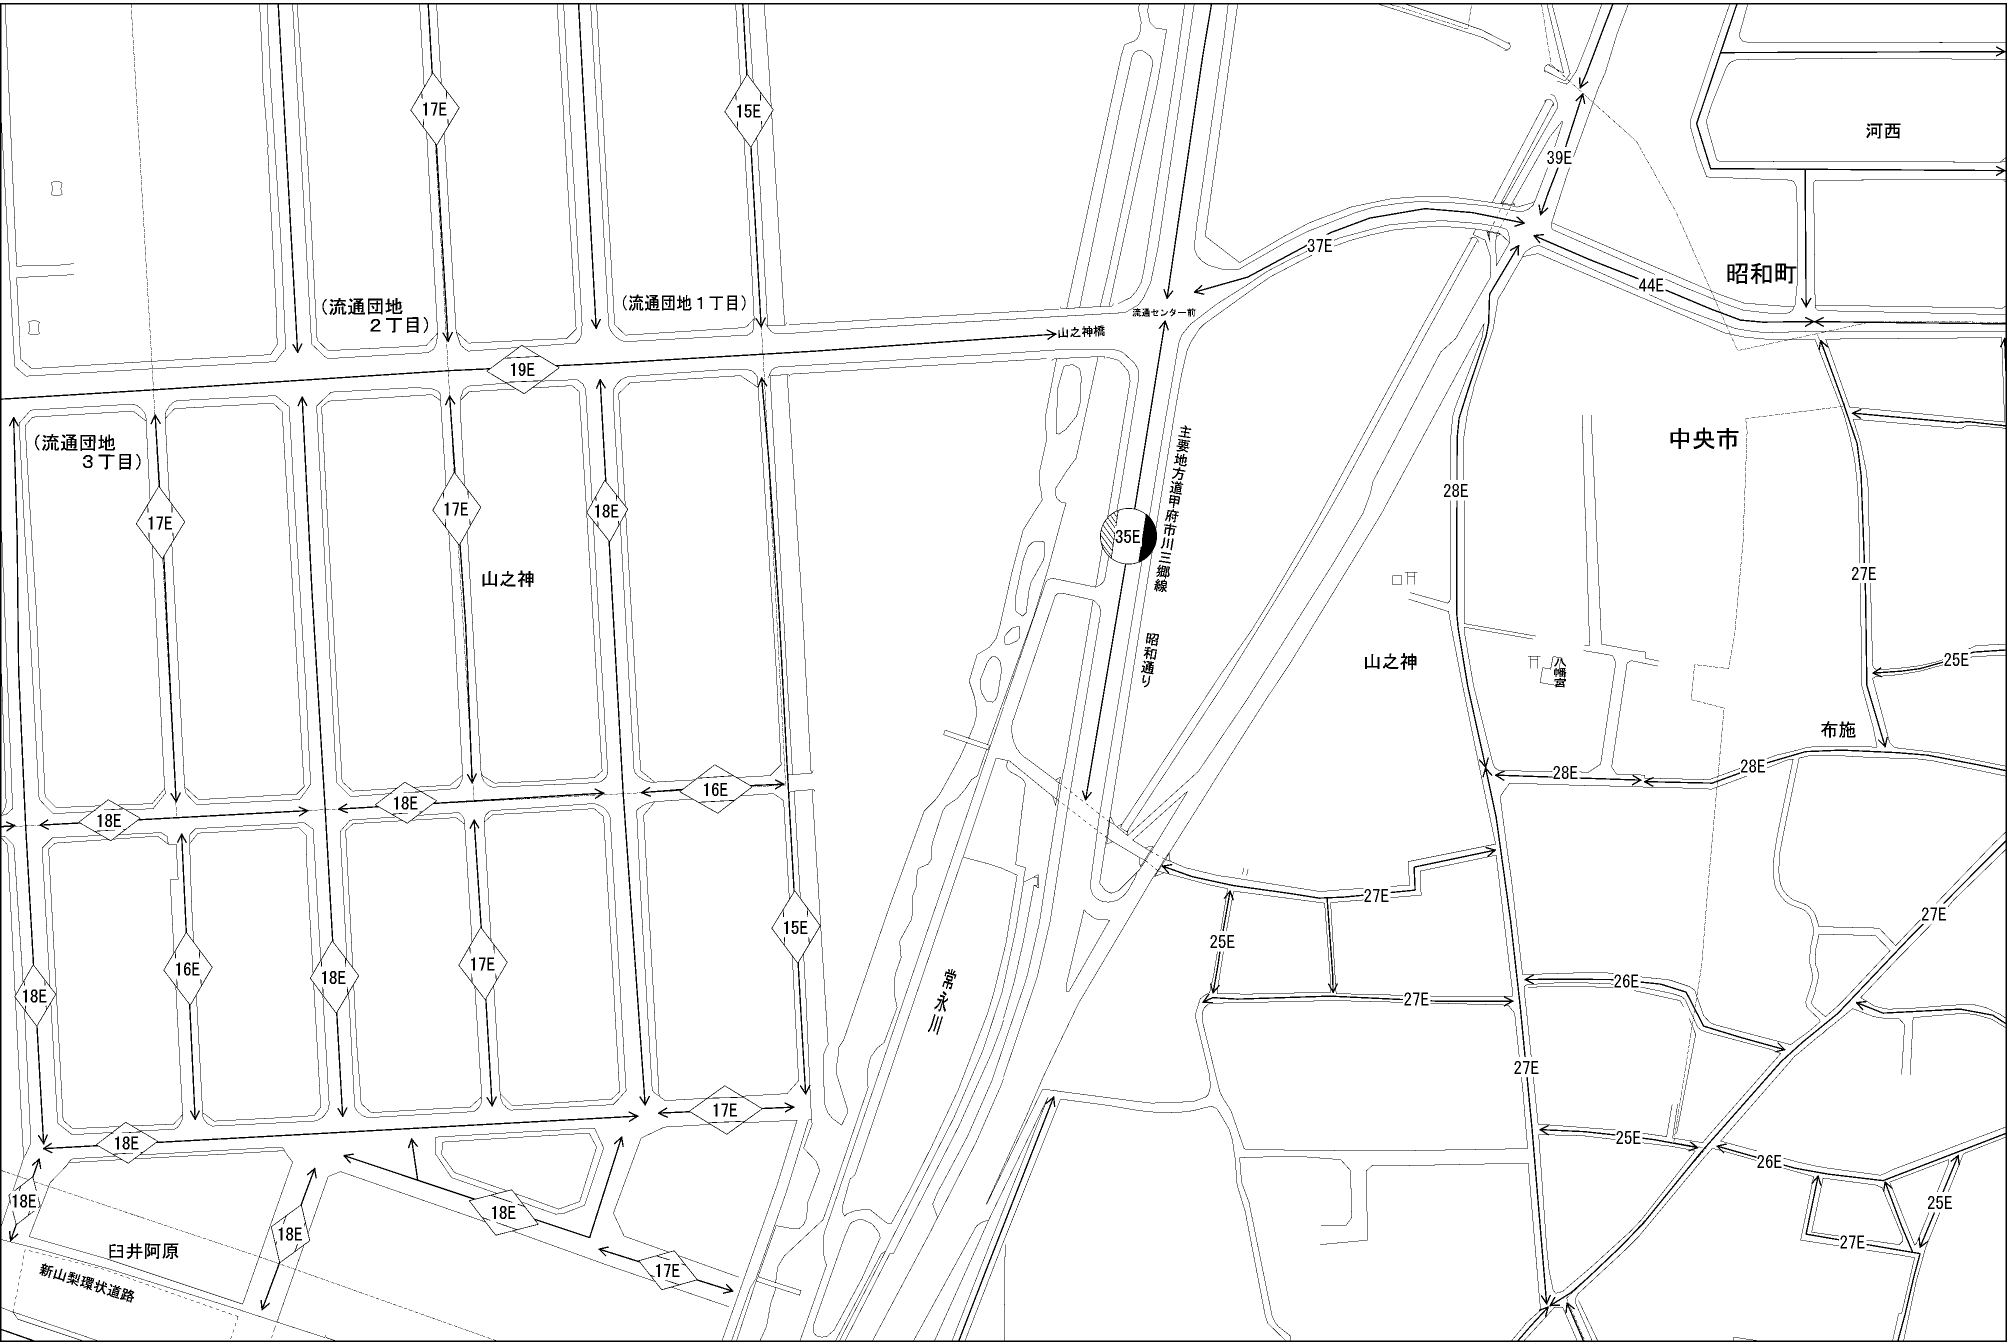 17E
15E
河西
39E
37E
昭和町
44E
(流通団地
2丁目)
(流通団地1丁目)
流通センター前
山之神橋
19E
(流通団地
3丁目)
中央市
主要地方道甲府市川三郷線
28E
17E
17E
18E
35E
27E
山之神
昭和通り
山之神
八幡宮
25E
布施
28E
28E
18E
18E
16E
27E
27E
15E
25E
16E
18E
17E
18E
26E
27E
常永川
27E
17E
18E
25E
26E
18E
18E
18E
25E
27E
臼井阿原
17E
新山梨環状道路